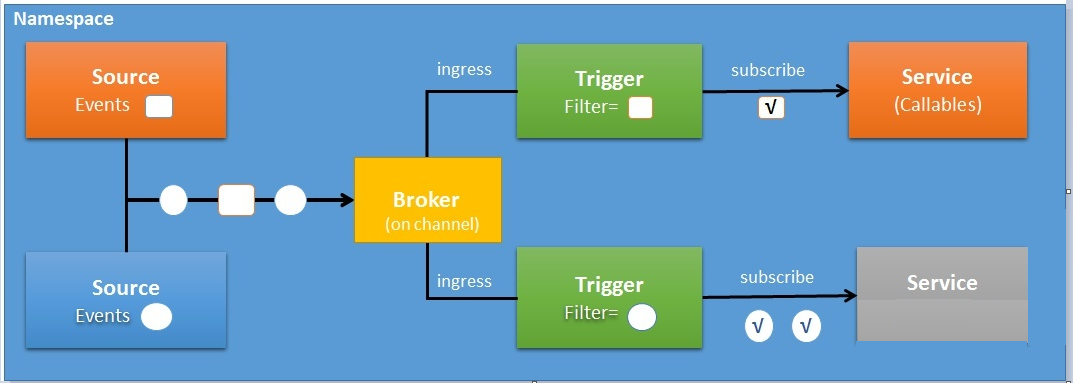 Namespace
Source
Events
ingress
Trigger
Filter=
subscribe
√
Service
(Callables)
Broker
(on channel)
Source
Events
ingress
Trigger
Filter=
subscribe
√ √
Service